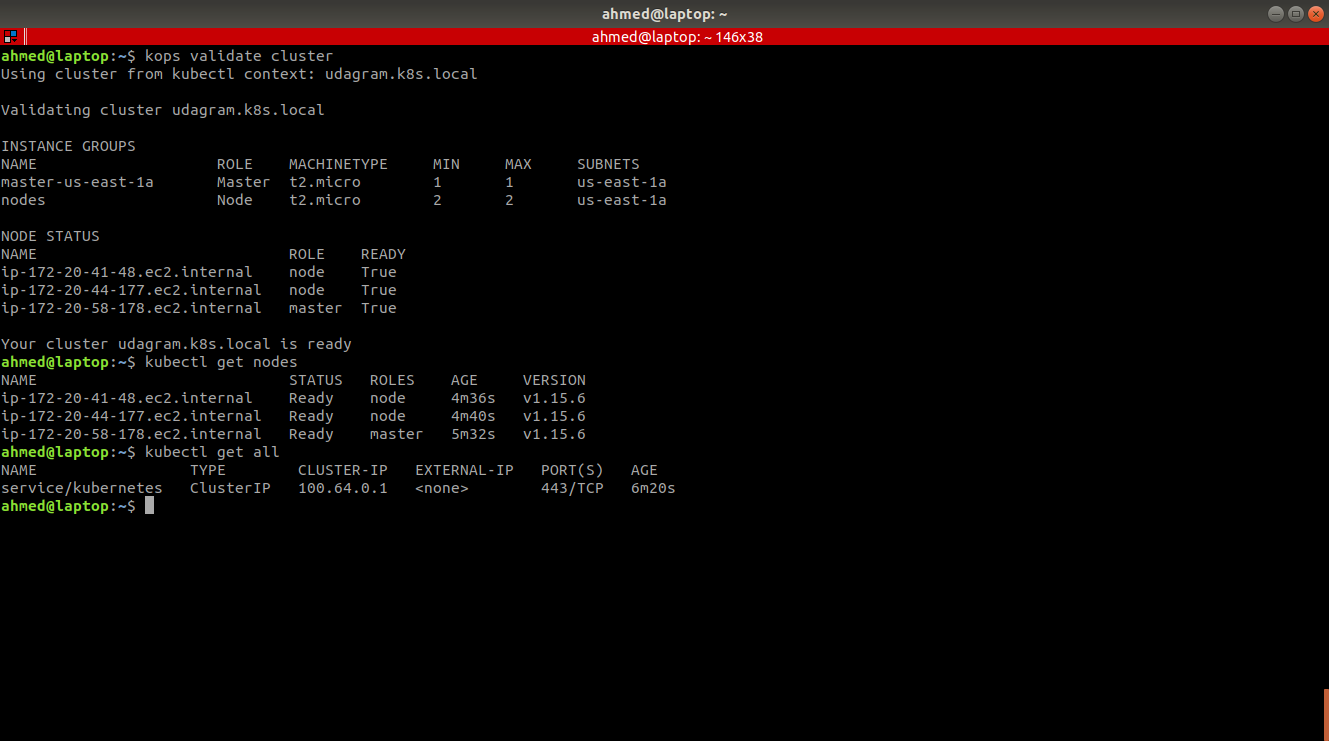 ahmed@laptop: ~
ahmed@laptop: ~ 146x38
ahmed@laptop:~$ kops validate cluster
Using cluster from kubectl context: udagram.k8s.local
Validating cluster udagram.k8s.local
INSTANCE GROUPS
NAME                    ROLE    MACHINETYPE     MIN     MAX     SUBNETS
master-us-east-1a       Master  t2.micro        1       1       us-east-1a
nodes                   Node    t2.micro        2       2       us-east-1a
NODE STATUS
NAME                            ROLE    READY
ip-172-20-41-48.ec2.internal    node    True
ip-172-20-44-177.ec2.internal   node    True
ip-172-20-58-178.ec2.internal   master  True
Your cluster udagram.k8s.local is ready
ahmed@laptop:~$ kubectl get nodes
NAME                            STATUS   ROLES    AGE     VERSION
ip-172-20-41-48.ec2.internal    Ready    node     4m36s   v1.15.6
ip-172-20-44-177.ec2.internal   Ready    node     4m40s   v1.15.6
ip-172-20-58-178.ec2.internal   Ready    master   5m32s   v1.15.6
ahmed@laptop:~$ kubectl get all
NAME                 TYPE        CLUSTER-IP   EXTERNAL-IP   PORT(S)   AGE
service/kubernetes   ClusterIP   100.64.0.1   <none>        443/TCP   6m20s
ahmed@laptop:~$